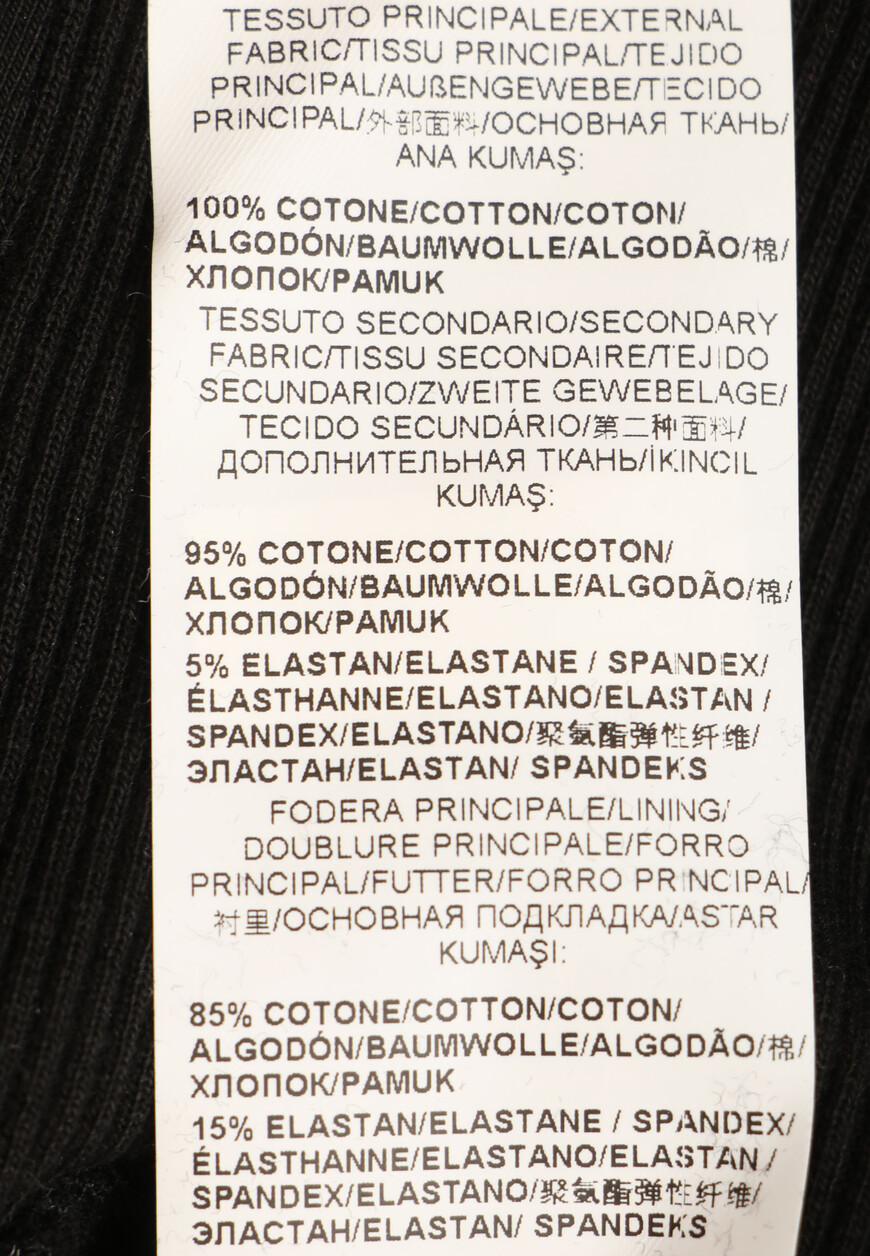 TESSUTO PRINCIPALE/EXTERNAL
FABRIC/TISSU PRINCIPAL/TEJIDO
PRINCIPAL/AUßENGEWEBE/TECIDO
PRINCIPAL/外部面料/ОСНОВНАЯ ТКАНЬ/
ANA KUMAŞ:
100% COTONE/COTTON/COTON/
ALGODÓN/BAUMWOLLE/ALGODÃO/棉/
ХЛОПОК/PAMUK
TESSUTO SECONDARIO/SECONDARY
FABRIC/TISSU SECONDAIRE/TEJIDO
SECUNDARIO/ZWEITE GEWEBELAGE/
TECIDO SECUNDÁRIO/第二种面料/
ДОПОЛНИТЕЛЬНАЯ ТКАНЬ/İKINCIL
KUMAŞ:
95% COTONE/COTTON/COTON/
ALGODÓN/BAUMWOLLE/ALGODÃO/棉/
ХЛОПОК/PAMUK
5% ELASTAN/ELASTANE / SPANDEX/
ÉLASTHANNE/ELASTANO/ELASTAN /
SPANDEX/ELASTANO/聚氨酯弹性纤维/
ЭЛАСТАН/ELASTAN/ SPANDEKS
FODERA PRINCIPALE/LINING/
DOUBLURE PRINCIPALE/FORRO
PRINCIPAL/FUTTER/FORRO PRINCIPAL/
衬里/ОСНОВНАЯ ПОДКЛАДКА/ASTAR
KUMAŞI:
85% COTONE/COTTON/COTON/
ALGODÓN/BAUMWOLLE/ALGODÃO/棉/
ХЛОПОК/PAMUK
15% ELASTAN/ELASTANE / SPANDEX/
ÉLASTHANNE/ELASTANO/ELASTAN /
SPANDEX/ELASTANO/聚氨酯弹性纤维/
ЭЛАСТАН/ELASTAN/ SPANDEKS